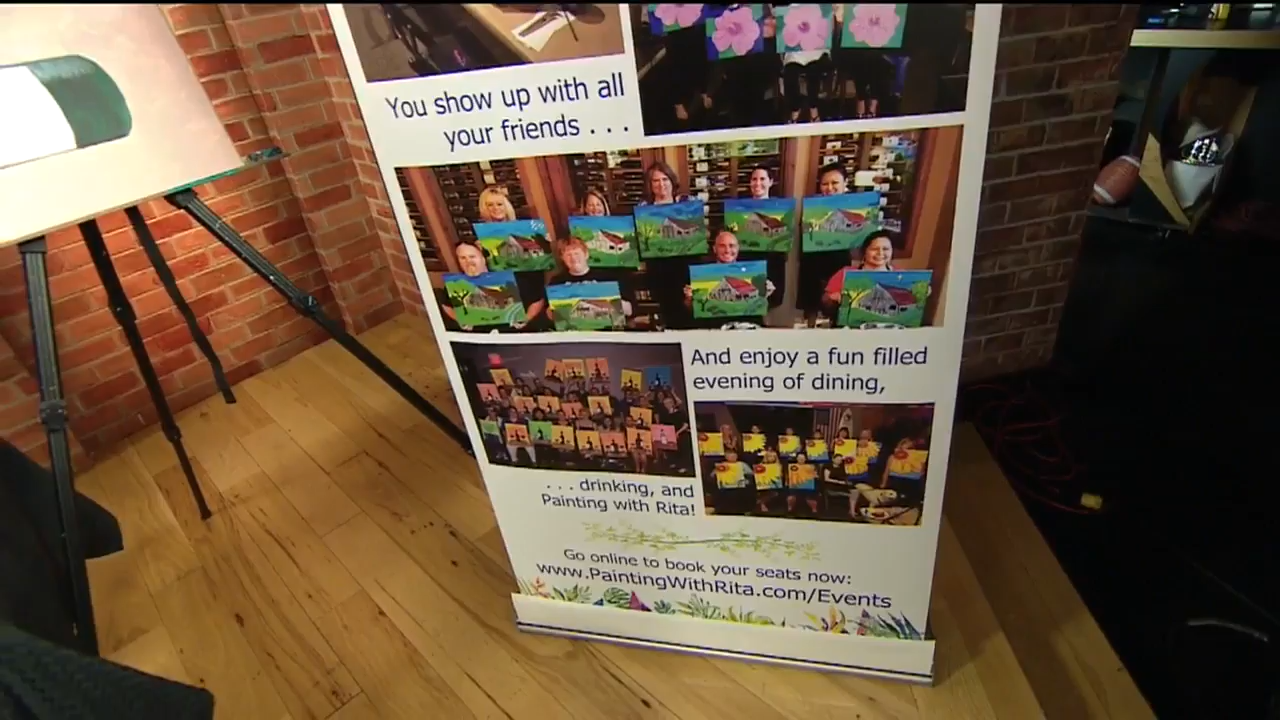 You show up with all
your friends . . .
And enjoy a fun filled
evening of dining,
. . . drinking, and
Painting with Rita!
Go online to book your seats now:
www.PaintingWithRita.com/Events